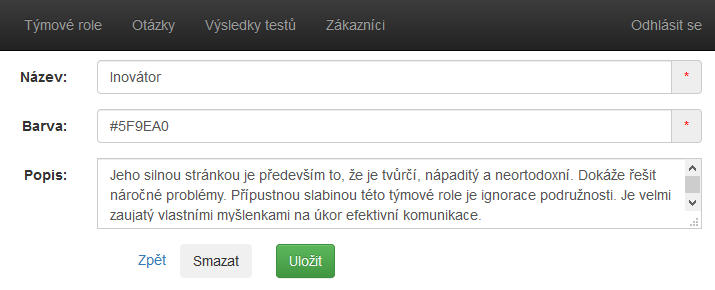 Týmové role Otázky Výsledky testů Zákazníci Odhlásit se
Název: Inovátor *
Barva: #5F9EA0 *
Popis: Jeho silnou stránkou je především to, že je tvůrčí, nápaditý a neortodoxní. Dokáže řešit
náročné problémy. Přípustnou slabinou této týmové role je ignorace podružnosti. Je velmi
zaujatý vlastními myšlenkami na úkor efektivní komunikace.
Zpět Smazat Uložit